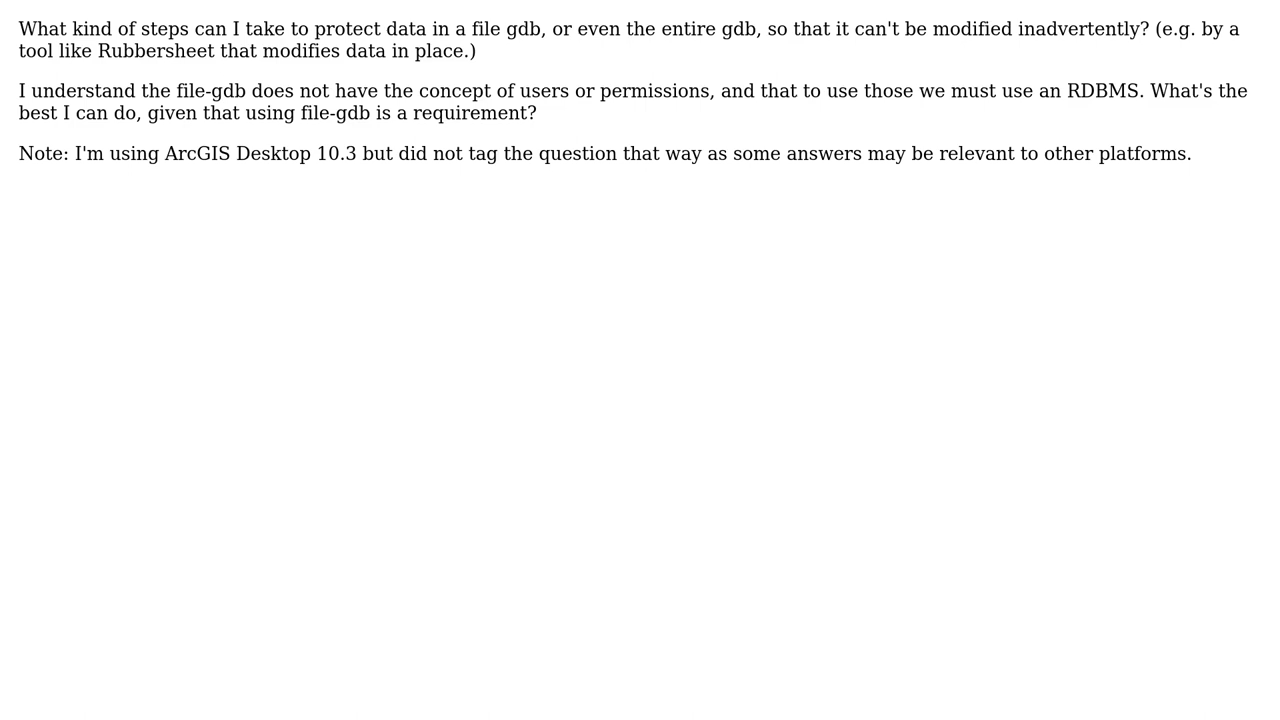 What kind of steps can I take to protect data in a file gdb, or even the entire gdb, so that it can't be modified inadvertently? (e.g. by a
tool like Rubbersheet that modifies data in place.)
I understand the file-gdb does not have the concept of users or permissions, and that to use those we must use an RDBMS. What's the
best I can do, given that using file-gdb is a requirement?
Note: I'm using ArcGIS Desktop 10.3 but did not tag the question that way as some answers may be relevant to other platforms.